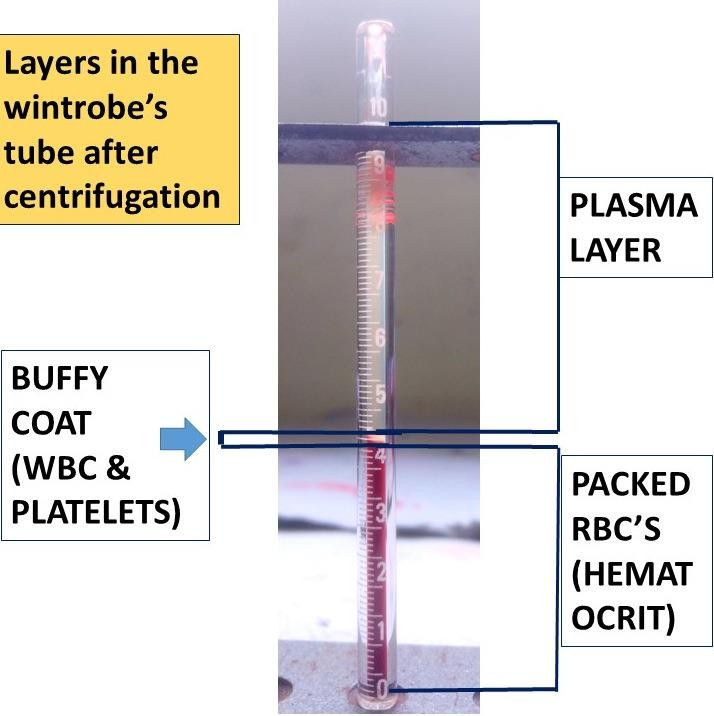 Layers in the
wintrobe's
tube after
centrifugation
10
9
8
7
6
5
4
3
2
1
0
PLASMA
LAYER
BUFFY
COAT
(WBC &
PLATELETS)
PACKED
RBC'S
(HEMAT
OCRIT)